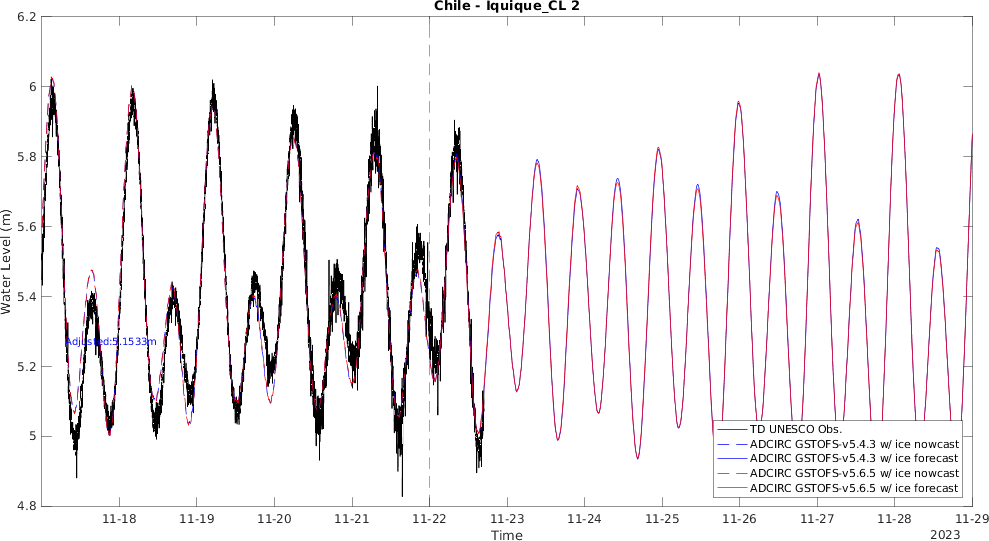 Chile - Iquique_CL 2
6.2
6
5.8
5.6
5.4
5.2
5
4.8
Water Level (m)
Adjusted:5.1533m
TD UNESCO Obs.
ADCIRC GSTOFS-v5.4.3 w/ ice nowcast
ADCIRC GSTOFS-v5.4.3 w/ ice forecast
ADCIRC GSTOFS-v5.6.5 w/ ice nowcast
ADCIRC GSTOFS-v5.6.5 w/ ice forecast
11-18 11-19 11-20 11-21 11-22 11-23 11-24 11-25 11-26 11-27 11-28 11-29
Time
2023